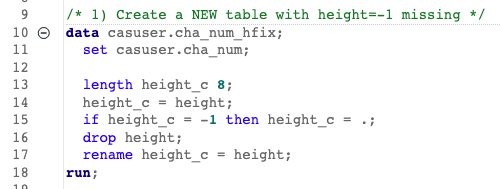 9 /* 1) Create a NEW table with height=-1 missing */
10 data casuser.cha_num_hfix;
11 set casuser.cha_num;
12
13 length height_c 8;
14 height_c = height;
15 if height_c = -1 then height_c = .;
16 drop height;
17 rename height_c = height;
18 run;